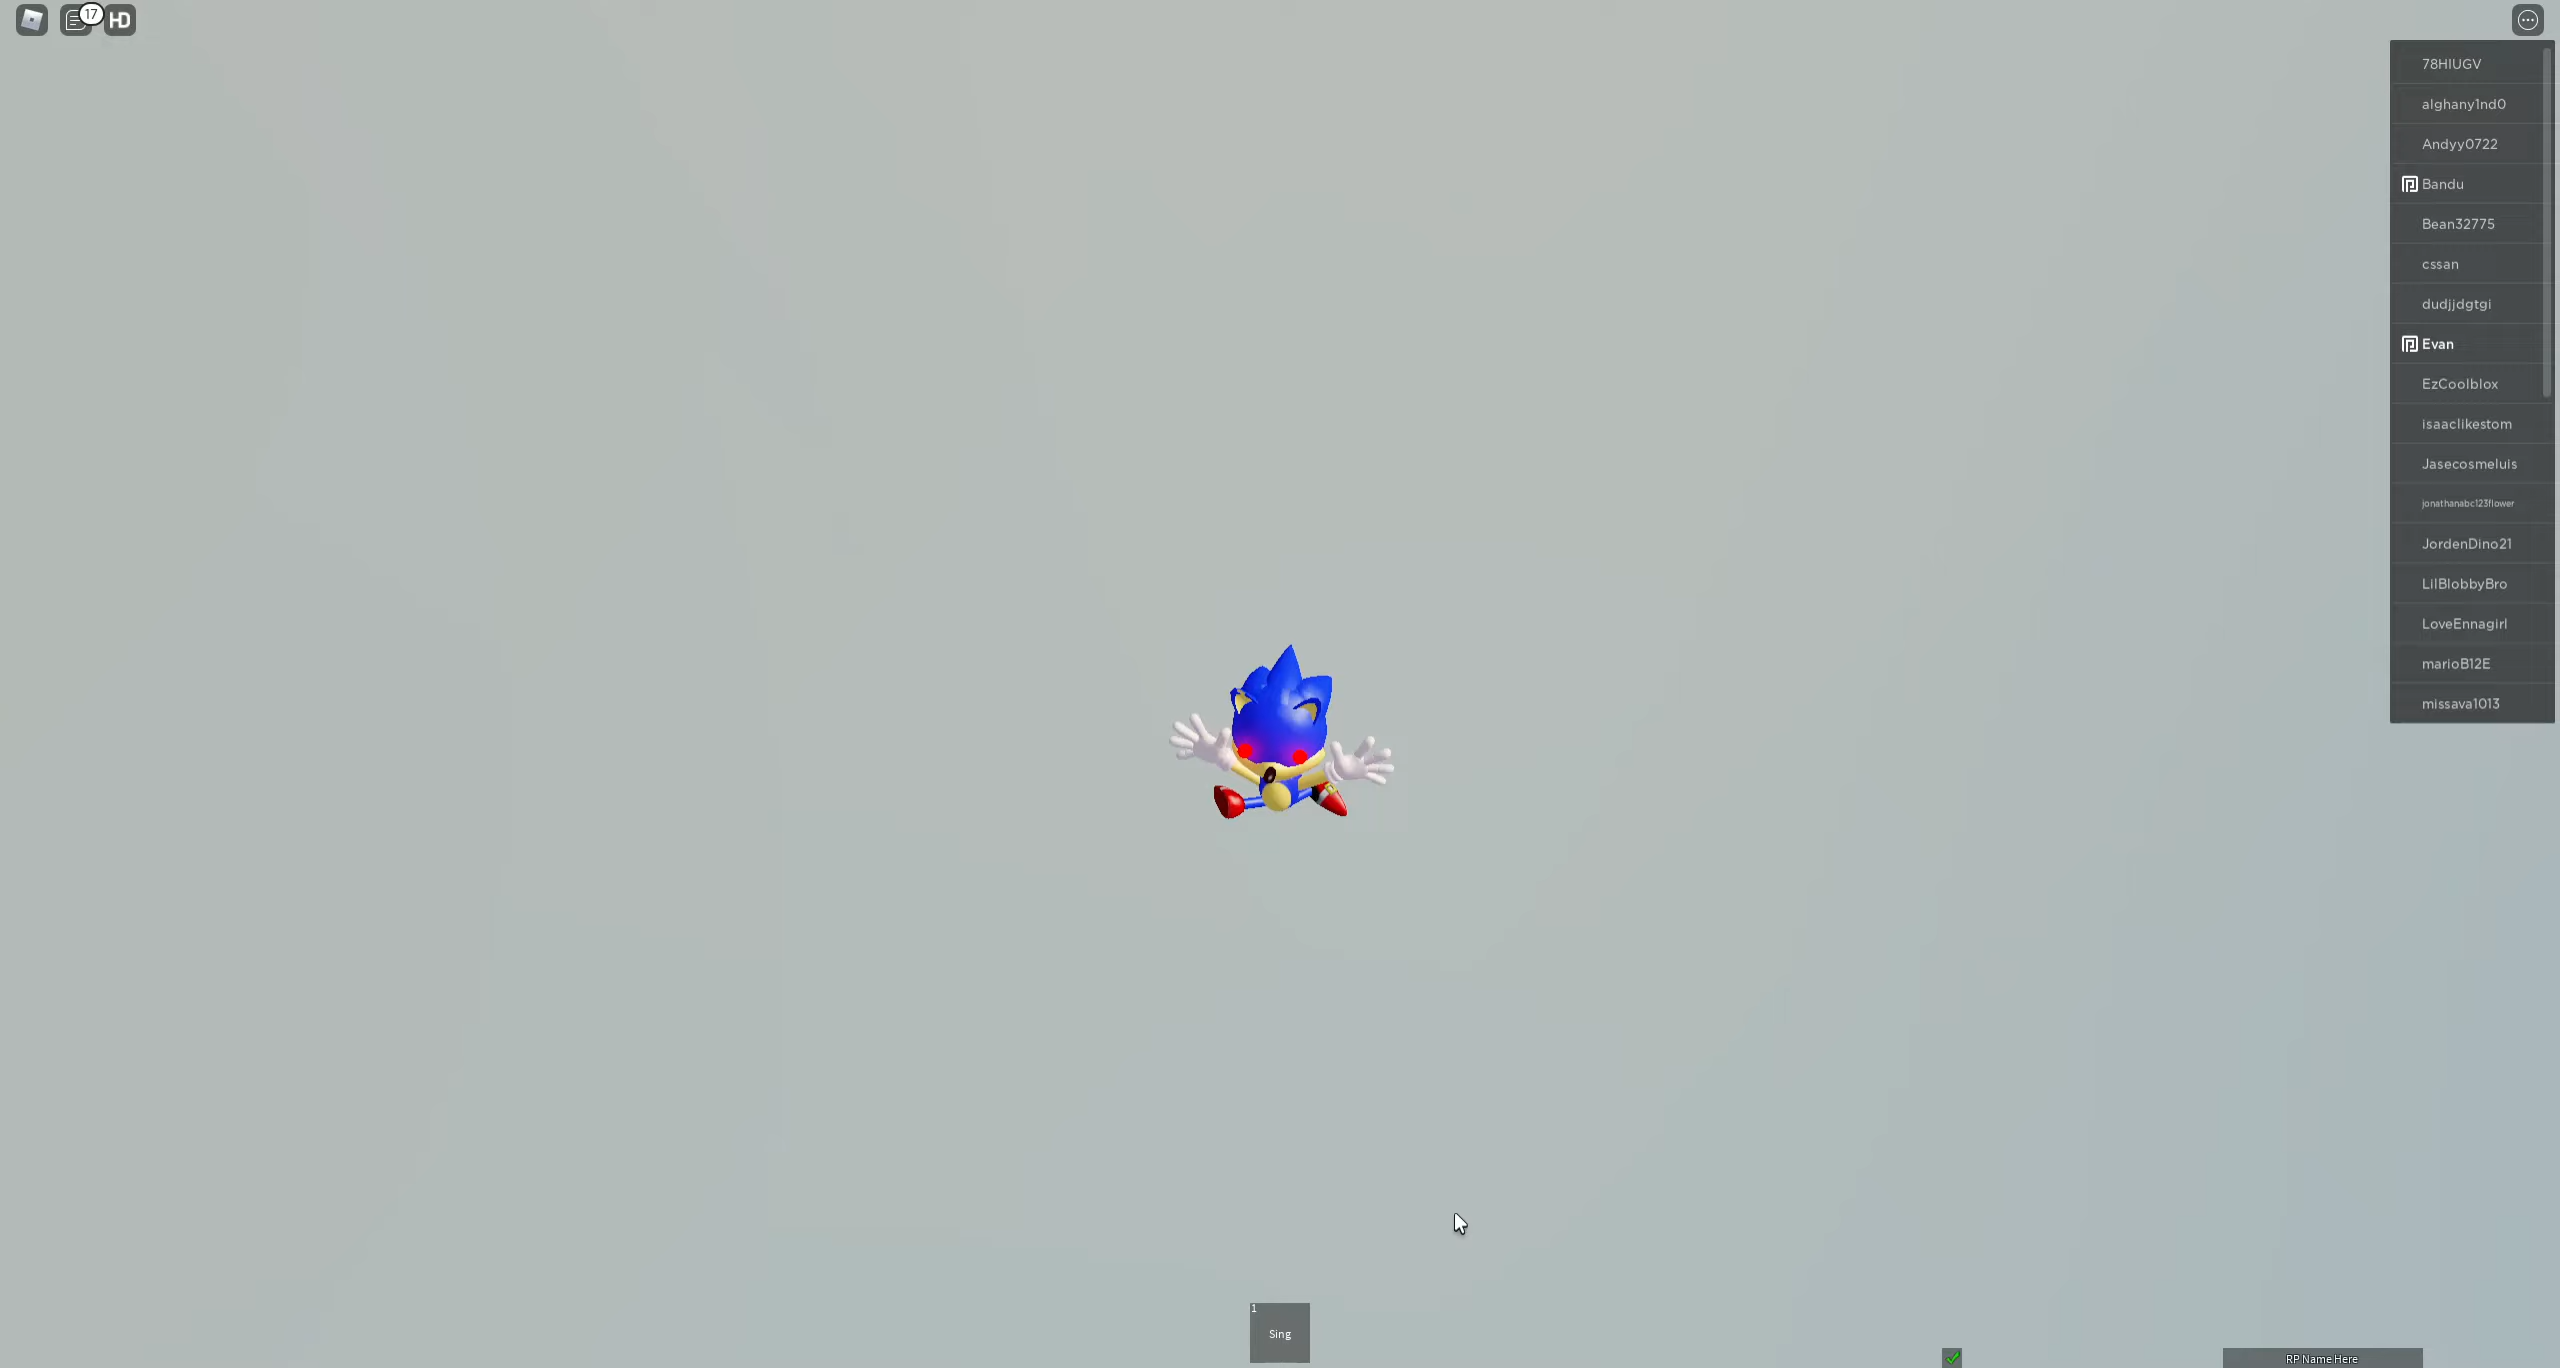 17
HD
78HIUGV
alghany1nd0
Andyy0722
Bandu
Bean32775
cssan
dudjjdgtgi
Evan
EzCoolblox
isaaclikestom
Jasecosmeluis
jonathanabc123flower
JordenDino21
LilBlobbyBro
LoveEnnagirl
marioB12E
missava1013
1
Sing
RP Name Here